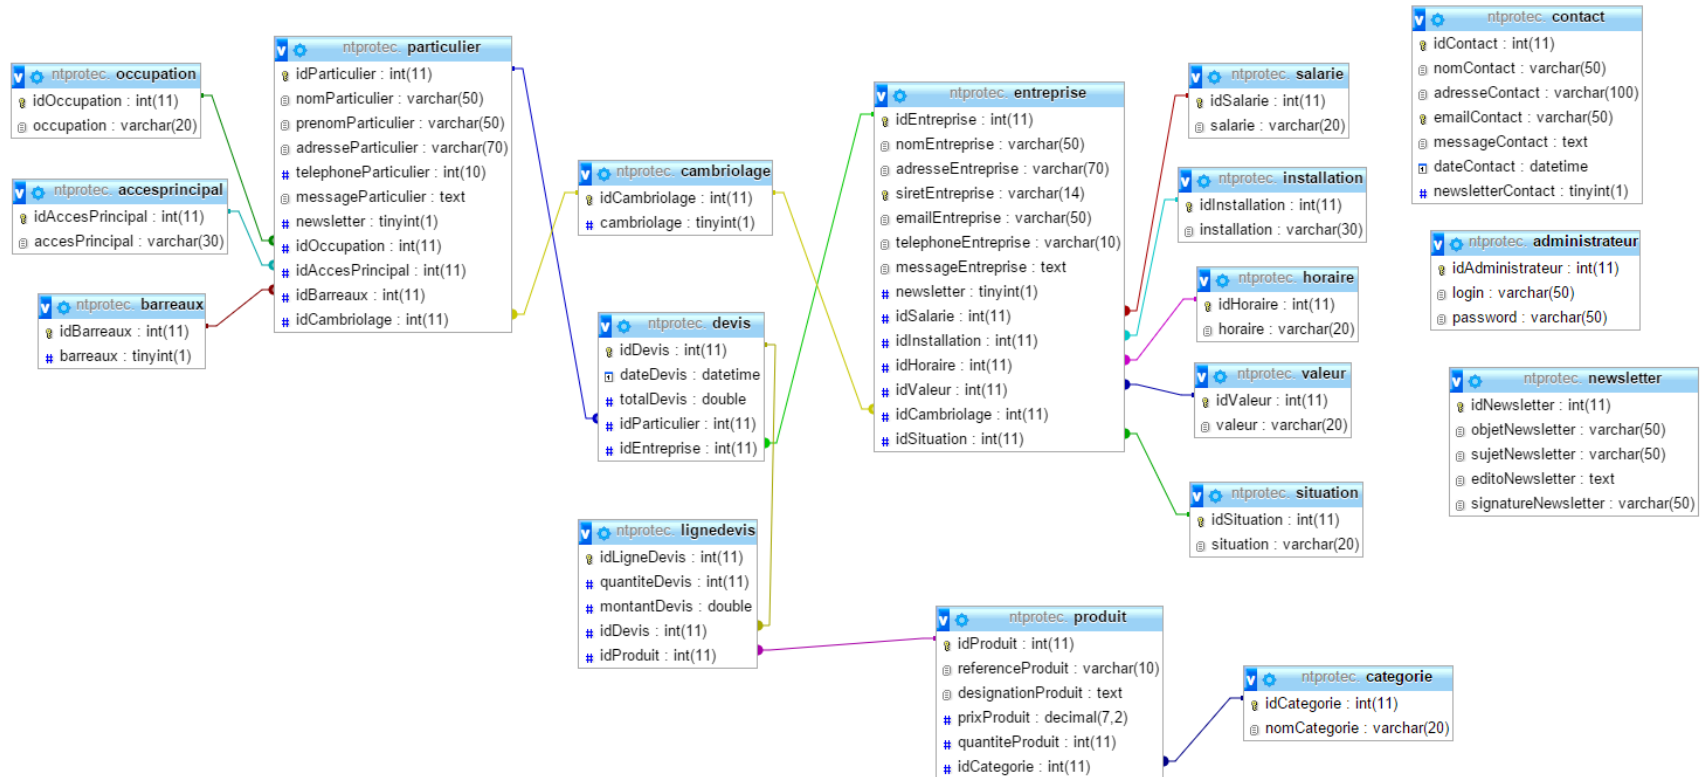 ntprotec. occupation
idOccupation : int(11)
occupation : varchar(20)
ntprotec. accesprincipal
idAccesPrincipal : int(11)
accesPrincipal : varchar(30)
ntprotec. barreaux
idBarreaux : int(11)
barreaux : tinyint(1)
ntprotec. particulier
idParticulier : int(11)
nomParticulier : varchar(50)
prenomParticulier : varchar(50)
adresseParticulier : varchar(70)
telephoneParticulier : int(10)
messageParticulier : text
newsletter : tinyint(1)
idOccupation : int(11)
idAccesPrincipal : int(11)
idBarreaux : int(11)
idCambriolage : int(11)
ntprotec. cambriolage
idCambriolage : int(11)
cambriolage : tinyint(1)
ntprotec. devis
idDevis : int(11)
dateDevis : datetime
totalDevis : double
idParticulier : int(11)
idEntreprise : int(11)
ntprotec. lignedevis
idLigneDevis : int(11)
quantiteDevis : int(11)
montantDevis : double
idDevis : int(11)
idProduit : int(11)
ntprotec. entreprise
idEntreprise : int(11)
nomEntreprise : varchar(50)
adresseEntreprise : varchar(70)
siretEntreprise : varchar(14)
emailEntreprise : varchar(50)
telephoneEntreprise : varchar(10)
messageEntreprise : text
newsletter : tinyint(1)
idSalarie : int(11)
idInstallation : int(11)
idHoraire : int(11)
idValeur : int(11)
idCambriolage : int(11)
idSituation : int(11)
ntprotec. produit
idProduit : int(11)
referenceProduit : varchar(10)
designationProduit : text
prixProduit : decimal(7,2)
quantiteProduit : int(11)
idCategorie : int(11)
ntprotec. salarie
idSalarie : int(11)
salarie : varchar(20)
ntprotec. installation
idInstallation : int(11)
installation : varchar(30)
ntprotec. horaire
idHoraire : int(11)
horaire : varchar(20)
ntprotec. valeur
idValeur : int(11)
valeur : varchar(20)
ntprotec. situation
idSituation : int(11)
situation : varchar(20)
ntprotec. categorie
idCategorie : int(11)
nomCategorie : varchar(20)
ntprotec. contact
idContact : int(11)
nomContact : varchar(50)
adresseContact : varchar(100)
emailContact : varchar(50)
messageContact : text
dateContact : datetime
newsletterContact : tinyint(1)
ntprotec. administrateur
idAdministrateur : int(11)
login : varchar(50)
password : varchar(50)
ntprotec. newsletter
idNewsletter : int(11)
objetNewsletter : varchar(50)
sujetNewsletter : varchar(50)
editoNewsletter : text
signatureNewsletter : varchar(50)